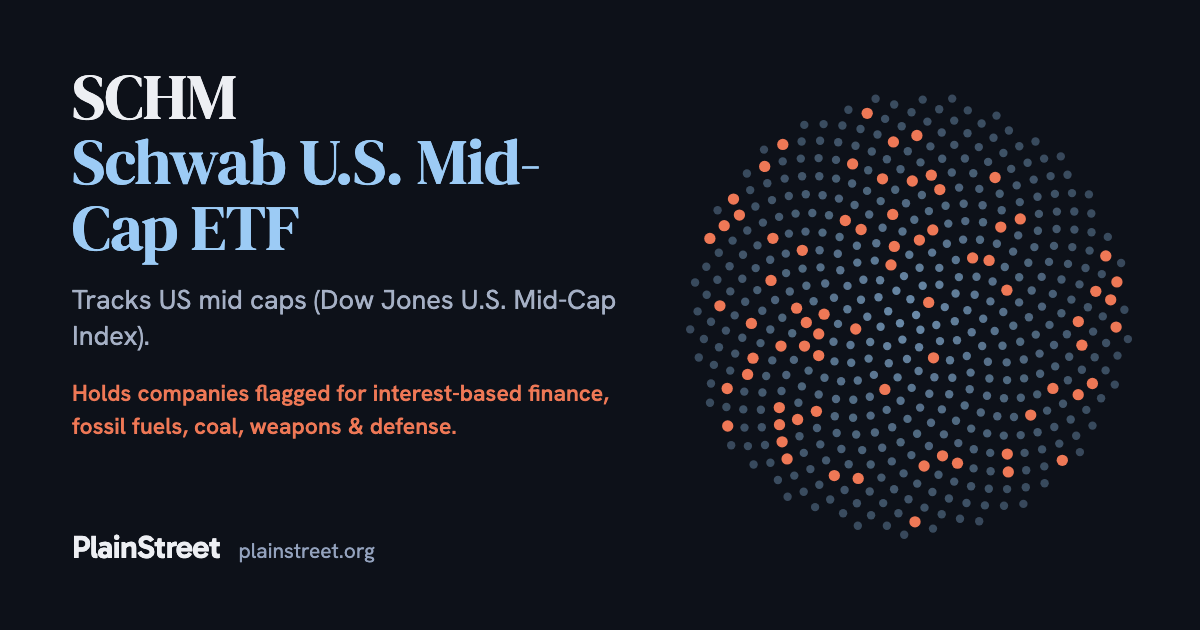 SCHM
Schwab U.S. Mid-
Cap ETF
Tracks US mid caps (Dow Jones U.S. Mid-Cap
Index).
Holds companies flagged for interest-based finance,
fossil fuels, coal, weapons & defense.
PlainStreet plainstreet.org